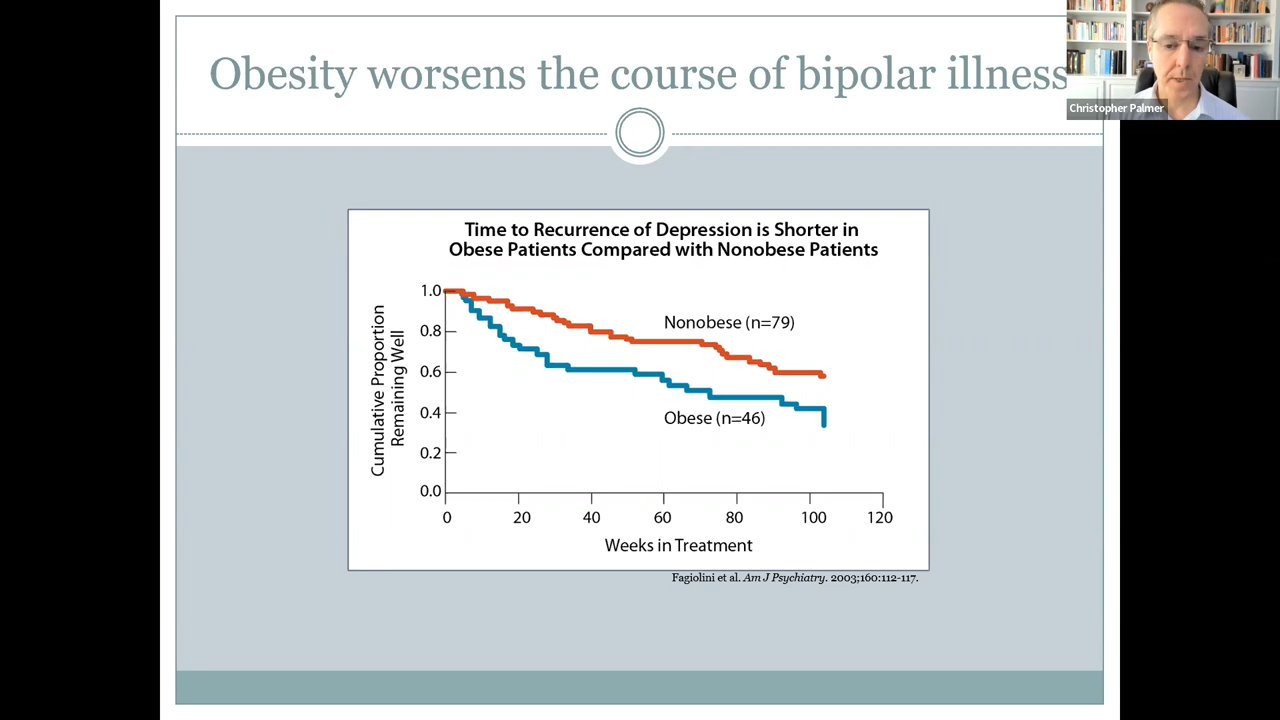 Obesity worsens the course of bipolar illness
Christopher Palmer
Time to Recurrence of Depression is Shorter in
Obese Patients Compared with Nonobese Patients
Cumulative Proportion
Remaining Well
1.0
0.8
0.6
0.4
0.2
0.0
Nonobese (n=79)
Obese (n=46)
0 20 40 60 80 100 120
Weeks in Treatment
Fagiolini et al. Am J Psychiatry. 2003;160:112-117.